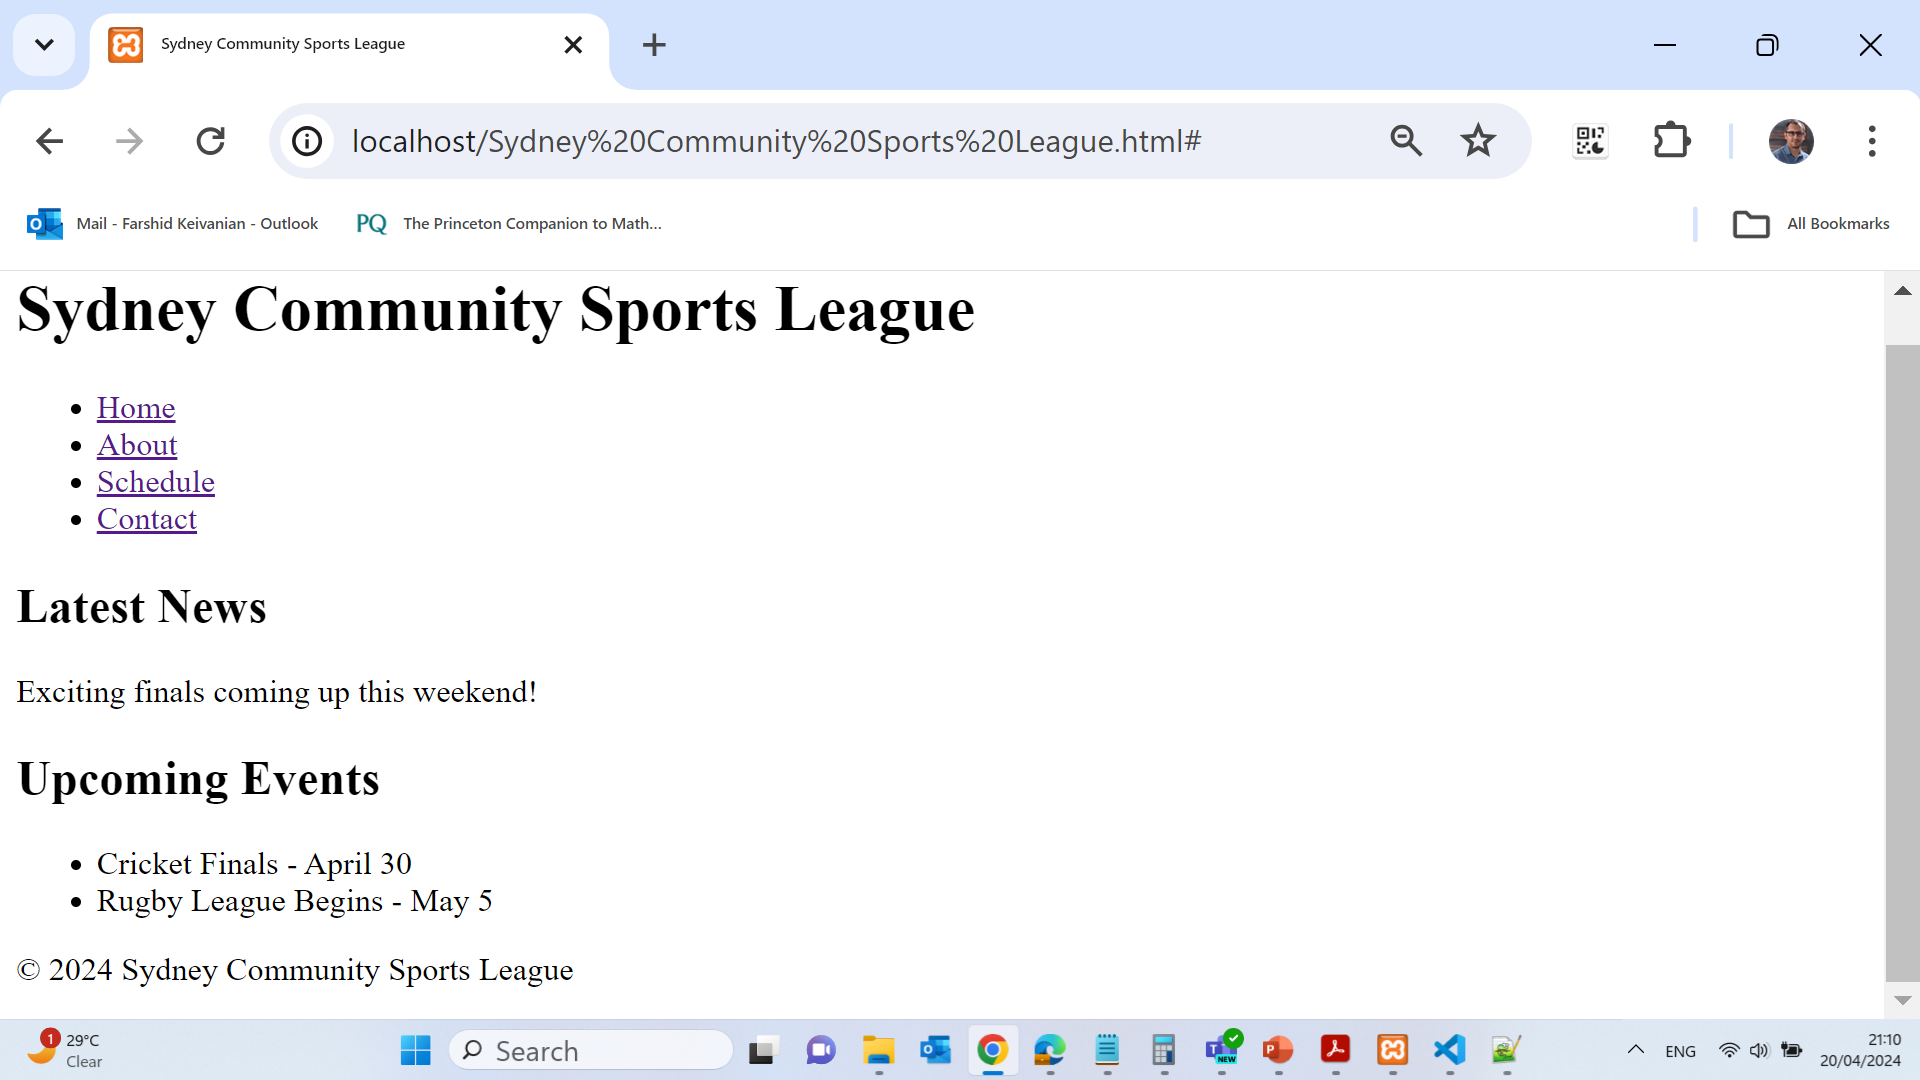 Sydney Community Sports League
localhost/Sydney%20Community%20Sports%20League.html#
Mail - Farshid Keivanian - Outlook
PQ
The Princeton Companion to Math...
All Bookmarks
Sydney Community Sports League
Home
About
Schedule
Contact
Latest News
Exciting finals coming up this weekend!
Upcoming Events
Cricket Finals - April 30
Rugby League Begins - May 5
© 2024 Sydney Community Sports League
1
29°C
Clear
Search
NEW
ENG
21:10
20/04/2024